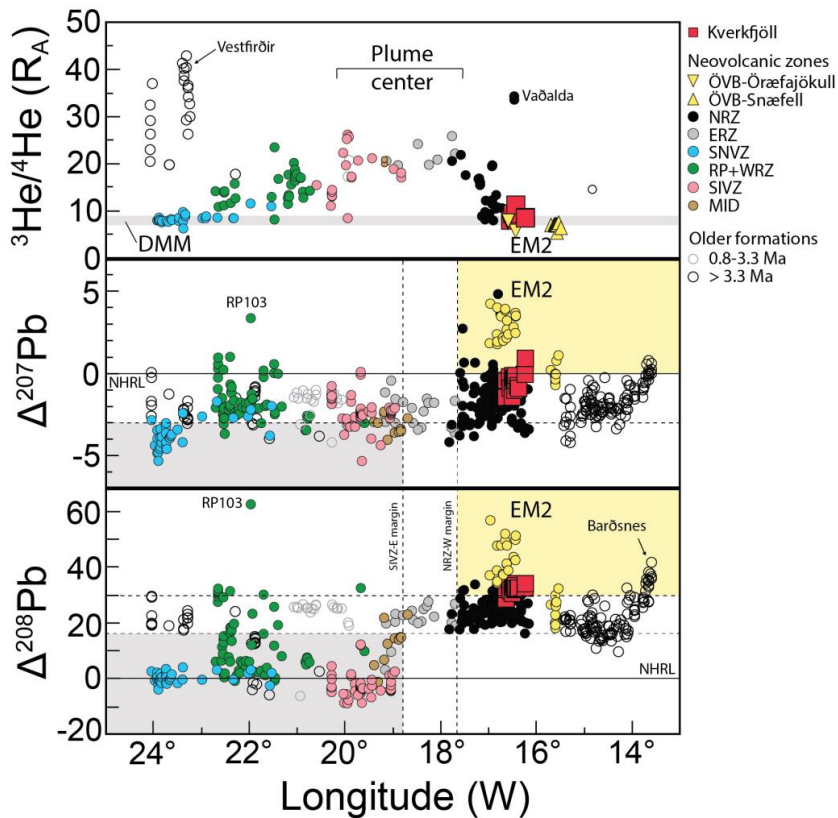 ³He/⁴He (R_A)
50
40
30
20
10
0
Vestfirðir
Plume
center
Vaðalda
DMM
EM2
Kverkfjöll
Neovolcanic zones
ÖVB-Öræfajökull
ÖVB-Snæfell
NRZ
ERZ
SNVZ
RP+WRZ
SIVZ
MID
Older formations
0.8-3.3 Ma
> 3.3 Ma
Δ²⁰⁷Pb
5
0
-5
RP103
EM2
NHRL
Δ²⁰⁸Pb
60
40
20
0
-20
RP103
SIVZ-E margin
NRZ-W margin
EM2
Barðsnes
NHRL
24° 22° 20° 18° 16° 14°
Longitude (W)